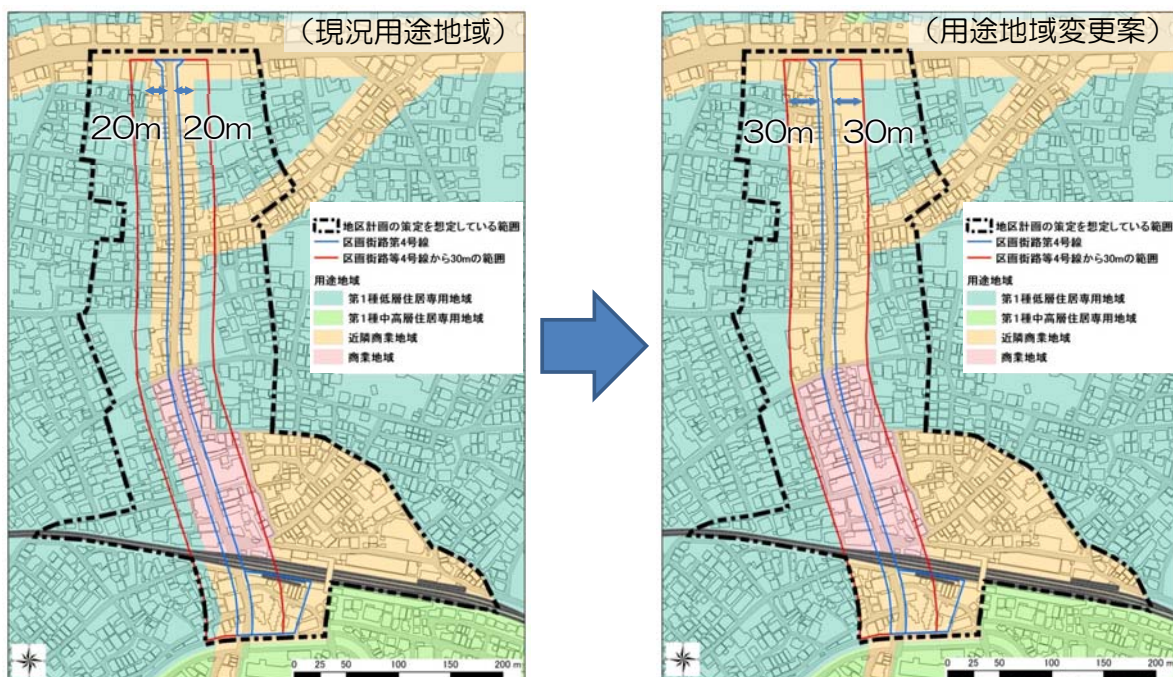 （現況用途地域）
20m 20m
地区計画の策定を想定している範囲
区画街路第4号線
区画街路等4号線から30mの範囲
用途地域
第1種低層住居専用地域
第1種中高層住居専用地域
近隣商業地域
商業地域
0 25 50 100 150 200 m
（用途地域変更案）
30m 30m
地区計画の策定を想定している範囲
区画街路第4号線
区画街路等4号線から30mの範囲
用途地域
第1種低層住居専用地域
第1種中高層住居専用地域
近隣商業地域
商業地域
0 25 50 100 150 200 m